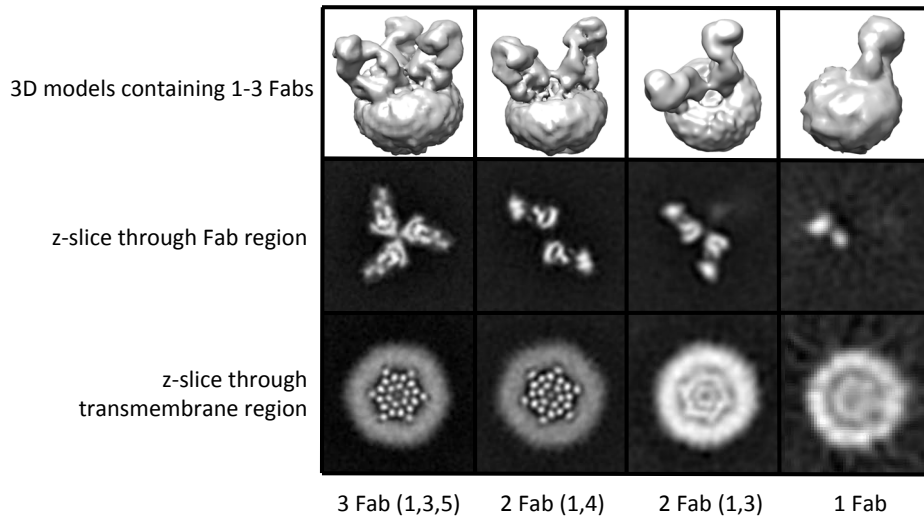 3D models containing 1-3 Fabs
z-slice through Fab region
z-slice through
transmembrane region
3 Fab (1,3,5)
2 Fab (1,4)
2 Fab (1,3)
1 Fab